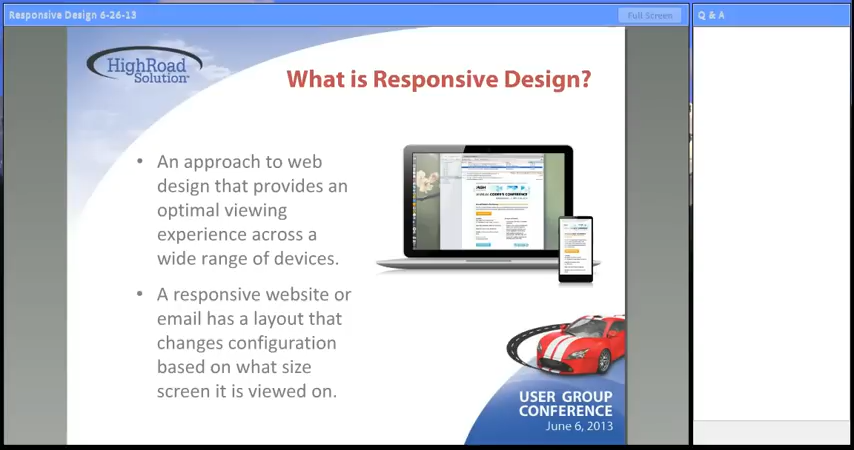 Responsive Design 6-26-13
Full Screen
Q & A
HighRoad
Solution
What is Responsive Design?
• An approach to web
design that provides an
optimal viewing
experience across a
wide range of devices.
• A responsive website or
email has a layout that
changes configuration
based on what size
screen it is viewed on.
USER GROUP
CONFERENCE
June 6, 2013